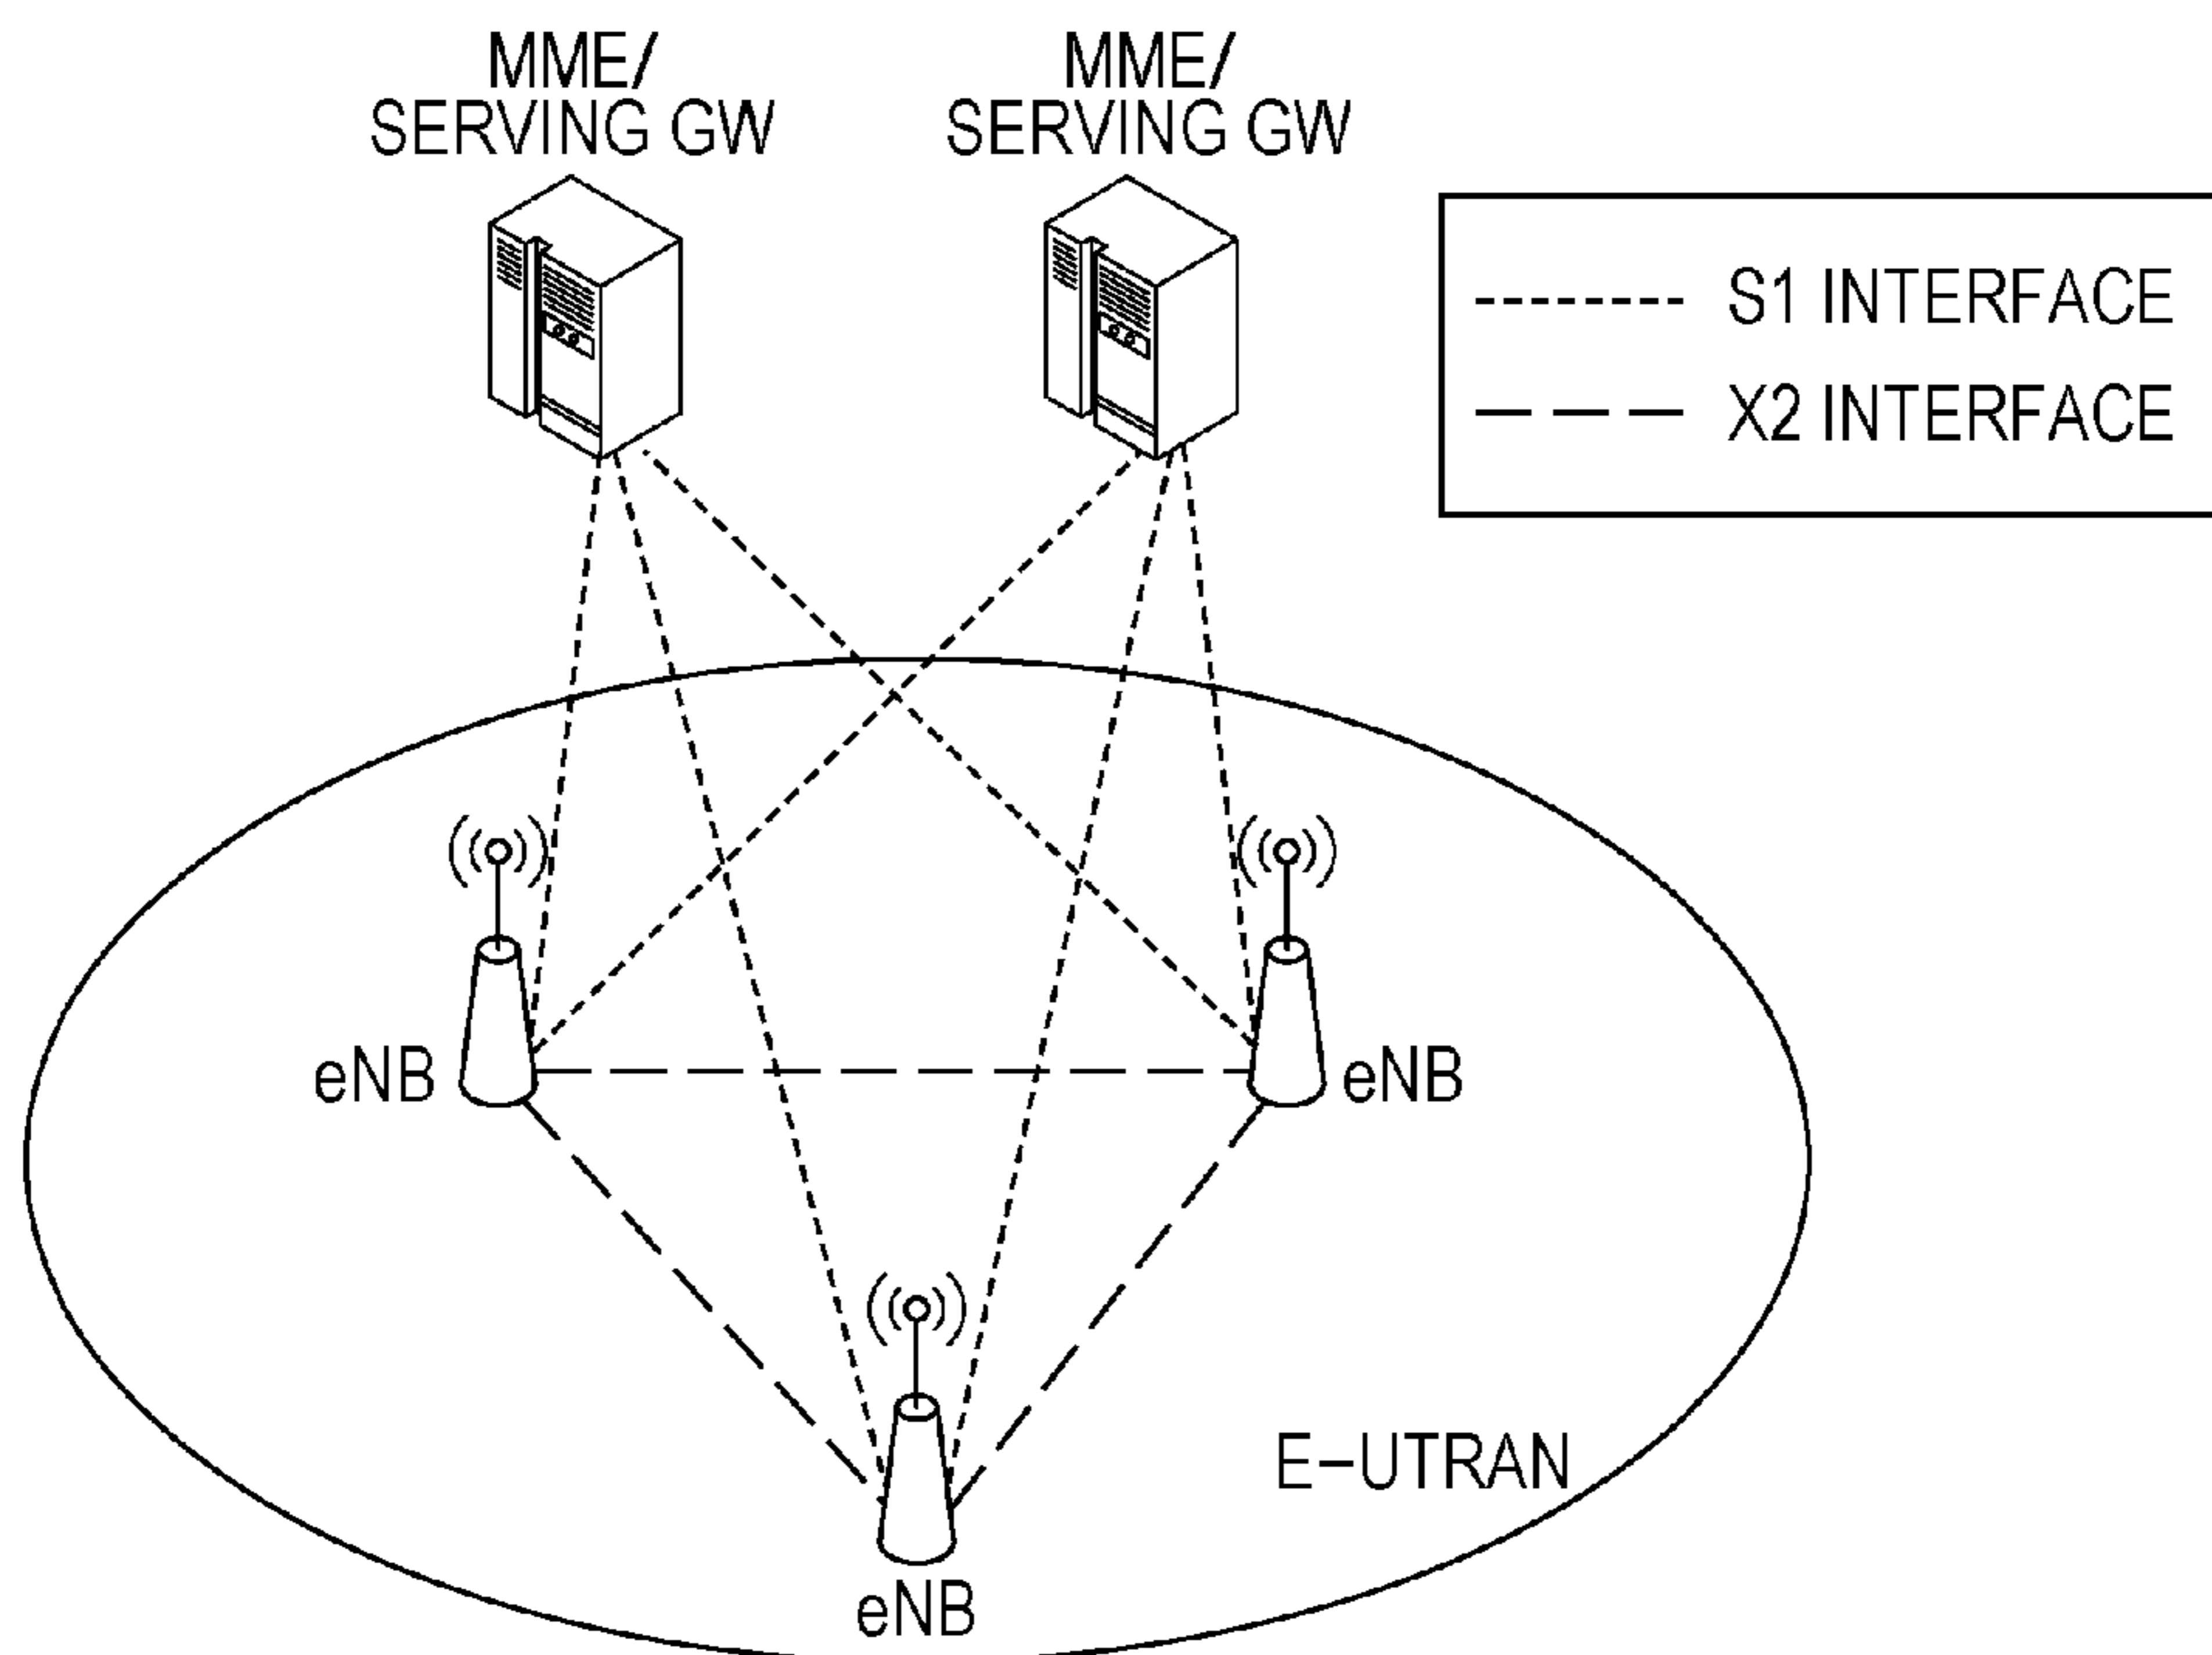 MME/
SERVING GW
MME/
SERVING GW
S1 INTERFACE
X2 INTERFACE
eNB
eNB
E-UTRAN
eNB